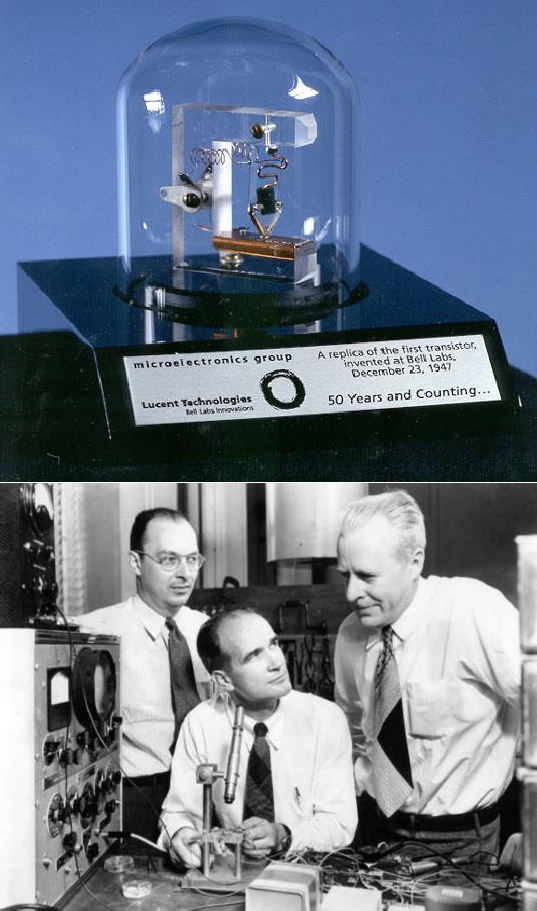 microelectronics group
Lucent Technologies
Bell Labs Innovations
A replica of the first transistor,
invented at Bell Labs,
December 23, 1947
50 Years and Counting...